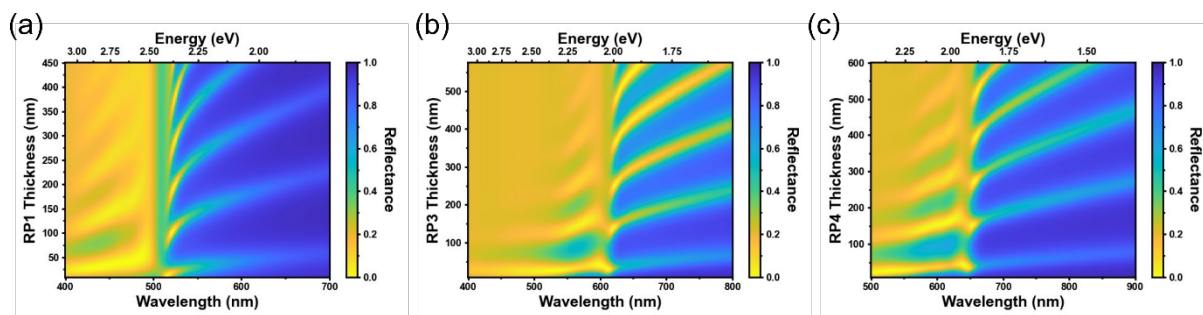 (a)
Energy (eV)
3.00 2.75 2.50 2.25 2.00
RP1 Thickness (nm)
450
400
350
300
250
200
150
100
50
400 500 600 700
Wavelength (nm)
1.0
0.8
0.6
0.4
0.2
0.0
Reflectance
(b)
Energy (eV)
3.00 2.75 2.50 2.25 2.00 1.75
RP3 Thickness (nm)
500
400
300
200
100
400 500 600 700 800
Wavelength (nm)
1.0
0.8
0.6
0.4
0.2
0.0
Reflectance
(c)
Energy (eV)
2.25 2.00 1.75 1.50
RP4 Thickness (nm)
600
500
400
300
200
100
500 600 700 800 900
Wavelength (nm)
1.0
0.8
0.6
0.4
0.2
0.0
Reflectance